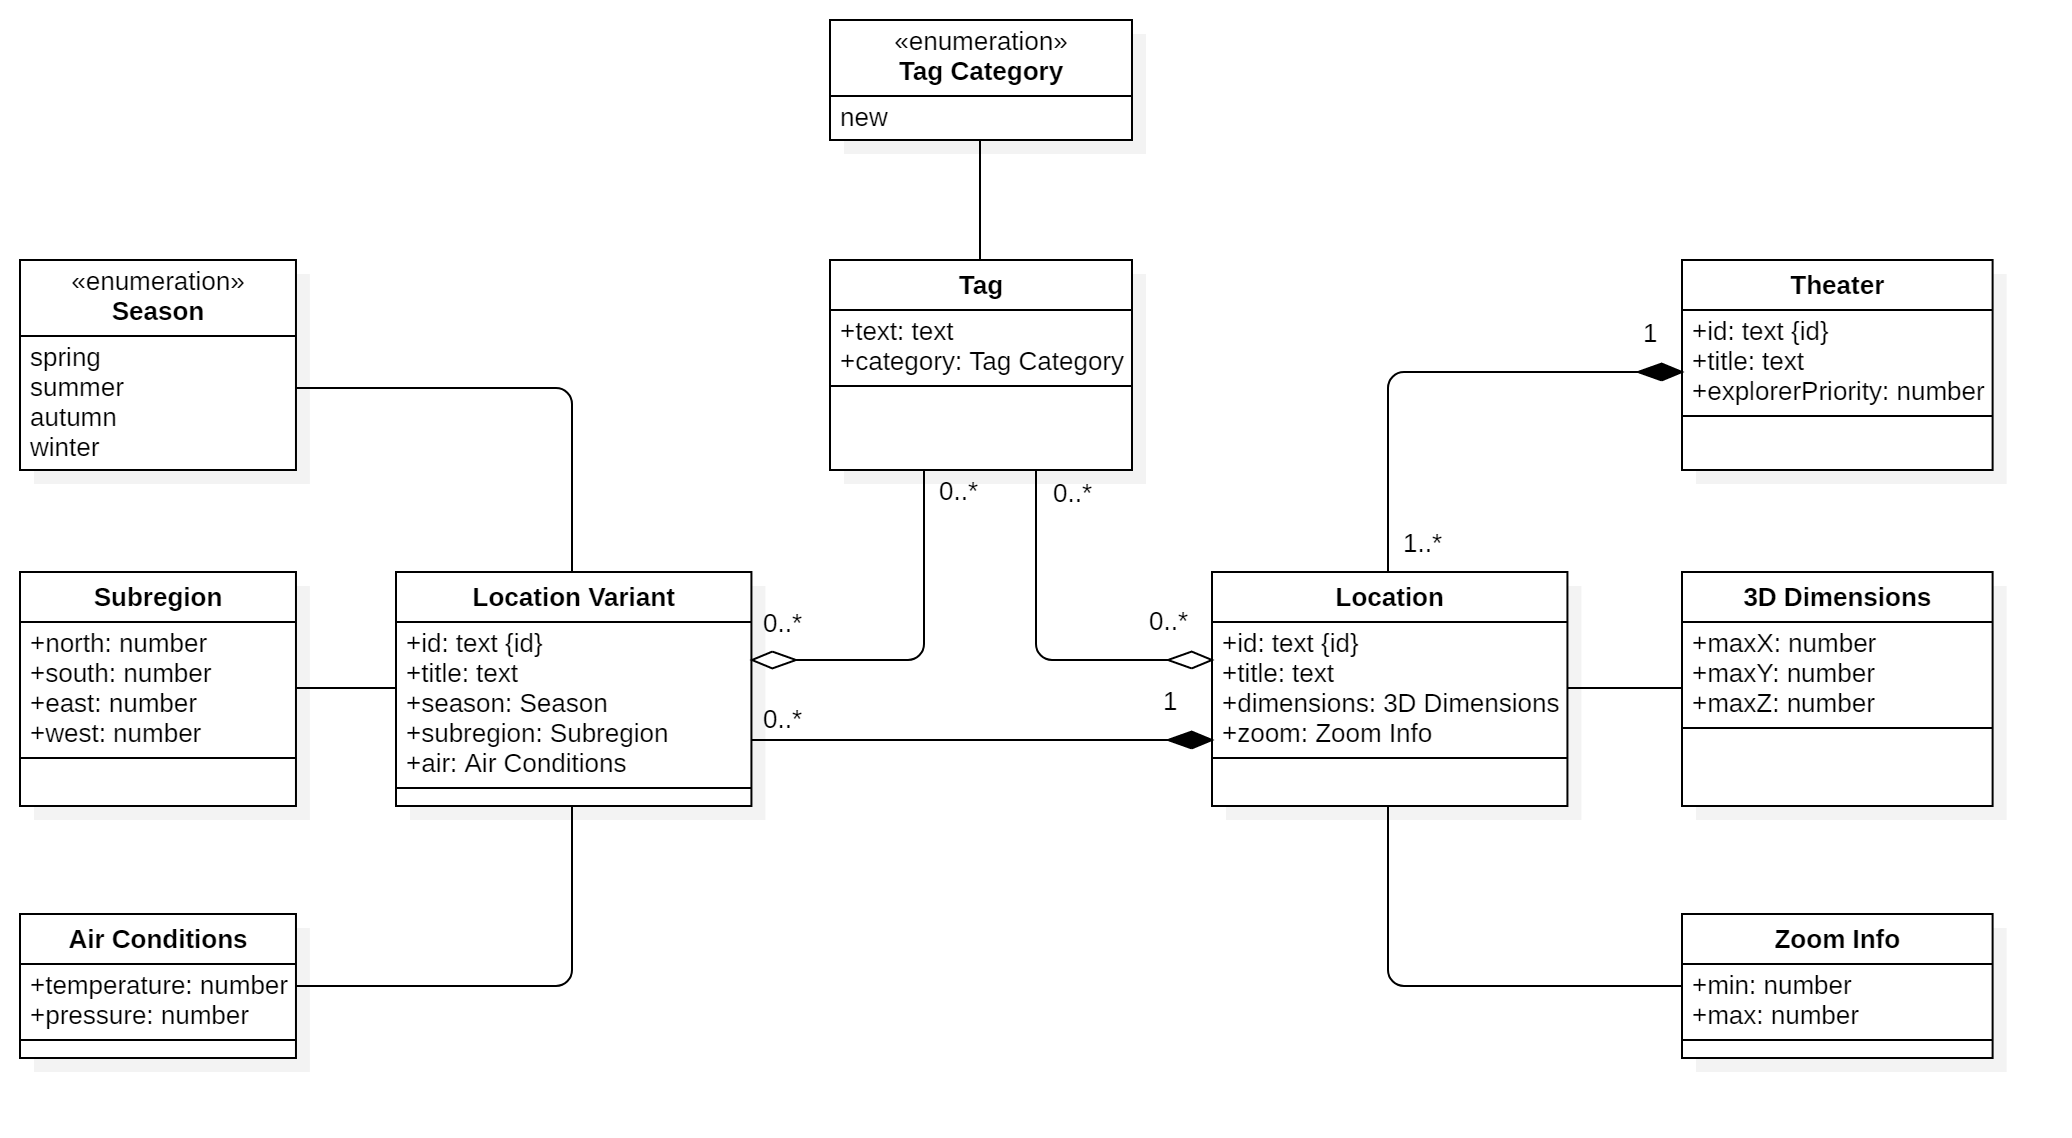 «enumeration»
Tag Category
new
«enumeration»
Season
spring
summer
autumn
winter
Tag
+text: text
+category: Tag Category
Theater
+id: text {id}
+title: text
+explorerPriority: number
1
0..*
0..*
1..*
Subregion
+north: number
+south: number
+east: number
+west: number
Location Variant
+id: text {id}
+title: text
+season: Season
+subregion: Subregion
+air: Air Conditions
0..*
0..*
0..*
1
Location
+id: text {id}
+title: text
+dimensions: 3D Dimensions
+zoom: Zoom Info
3D Dimensions
+maxX: number
+maxY: number
+maxZ: number
Air Conditions
+temperature: number
+pressure: number
Zoom Info
+min: number
+max: number